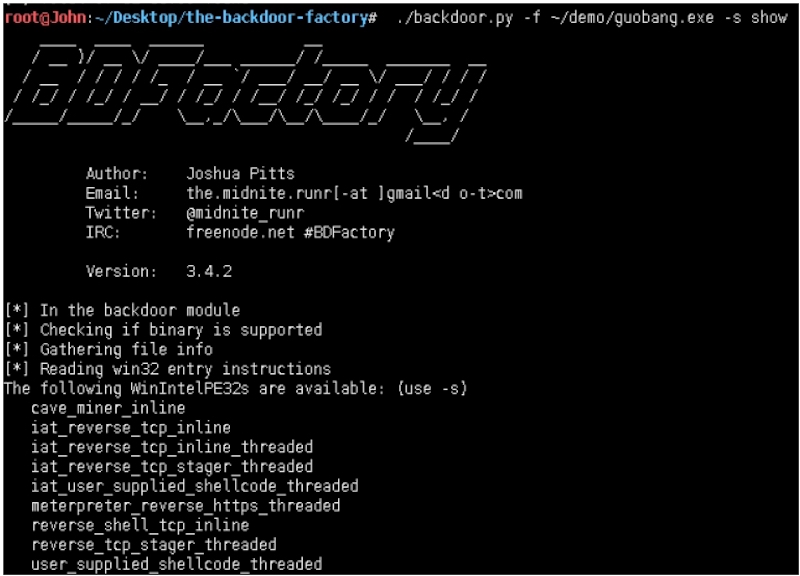 root@John:~/Desktop/the-backdoor-factory# ./backdoor.py -f ~/demo/guobang.exe -s show
BDFactory
Author: Joshua Pitts
Email: the.midnite.runr[-at ]gmail<d o-t>com
Twitter: @midnite_runr
IRC: freenode.net #BDFactory
Version: 3.4.2
[*] In the backdoor module
[*] Checking if binary is supported
[*] Gathering file info
[*] Reading win32 entry instructions
The following WinIntelPE32s are available: (use -s)
cave_miner_inline
iat_reverse_tcp_inline
iat_reverse_tcp_inline_threaded
iat_reverse_tcp_stager_threaded
iat_user_supplied_shellcode_threaded
meterpreter_reverse_https_threaded
reverse_shell_tcp_inline
reverse_tcp_stager_threaded
user_supplied_shellcode_threaded